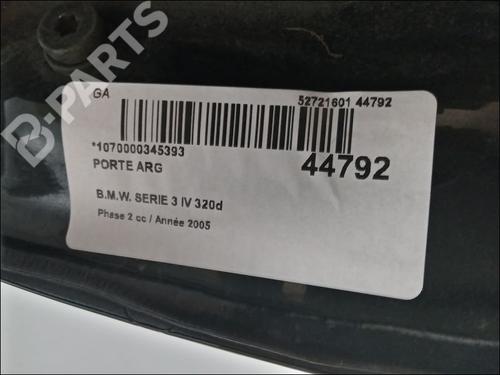 B-PARTS
GA
52721601 44792
*1070000345393
44792
PORTE ARG
B.M.W. SERIE 3 IV 320d
Phase 2 cc / Année 2005